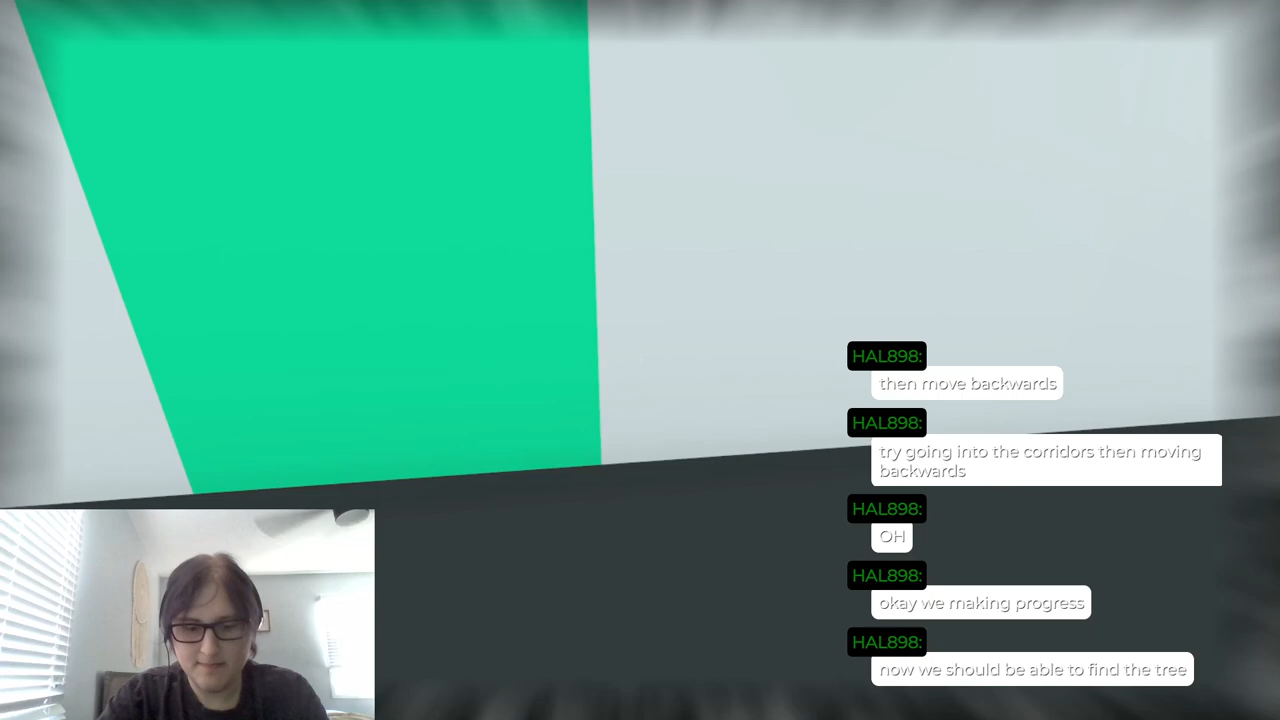 HAL898:
then move backwards
HAL898:
try going into the corridors then moving
backwards
HAL898:
OH
HAL898:
okay we making progress
HAL898:
now we should be able to find the tree